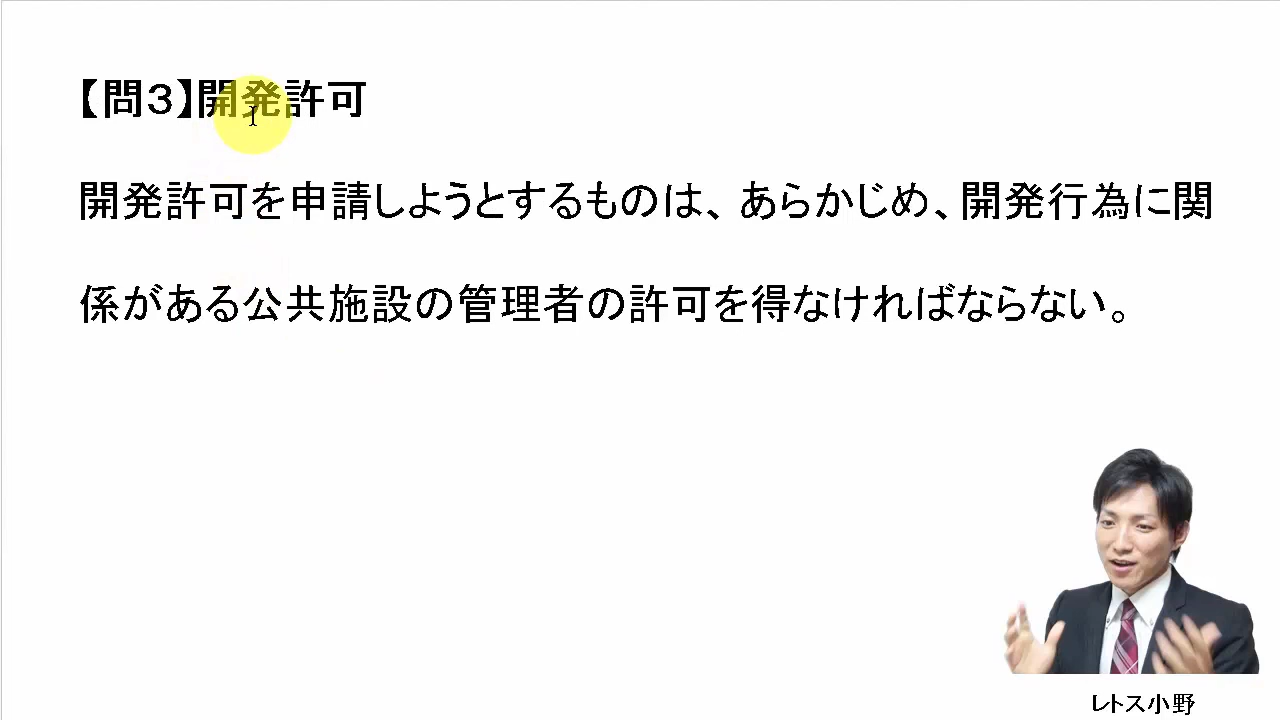 【問３】開発許可
開発許可を申請しようとするものは、あらかじめ、開発行為に関
係がある公共施設の管理者の許可を得なければならない。
レトス小野